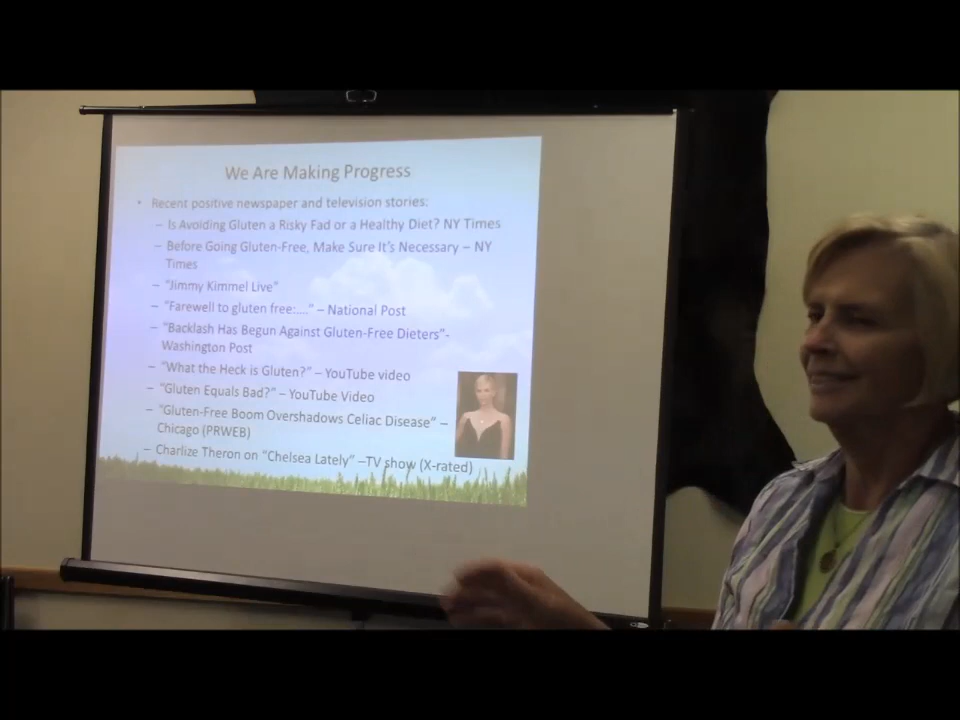 We Are Making Progress
• Recent positive newspaper and television stories:
– Is Avoiding Gluten a Risky Fad or a Healthy Diet? NY Times
– Before Going Gluten-Free, Make Sure It's Necessary – NY
Times
– "Jimmy Kimmel Live"
– "Farewell to gluten free:...." – National Post
– "Backlash Has Begun Against Gluten-Free Dieters"-
Washington Post
– "What the Heck is Gluten?" – YouTube video
– "Gluten Equals Bad?" – YouTube Video
– "Gluten-Free Boom Overshadows Celiac Disease" –
Chicago (PRWEB)
– Charlize Theron on "Chelsea Lately" –TV show (X-rated)